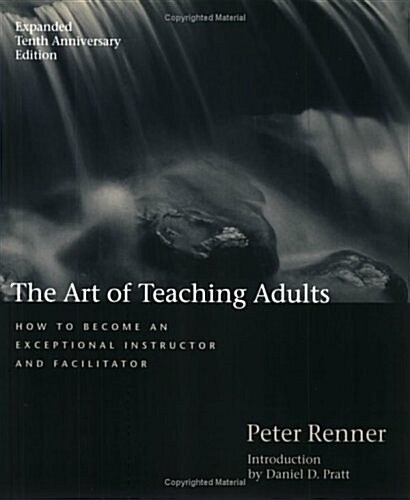 Copyrighted Material
Expanded
Tenth Anniversary
Edition
The Art of Teaching Adults
HOW TO BECOME AN
EXCEPTIONAL INSTRUCTOR
AND FACILITATOR
Peter Renner
Introduction
by Daniel D. Pratt
Copyrighted Material